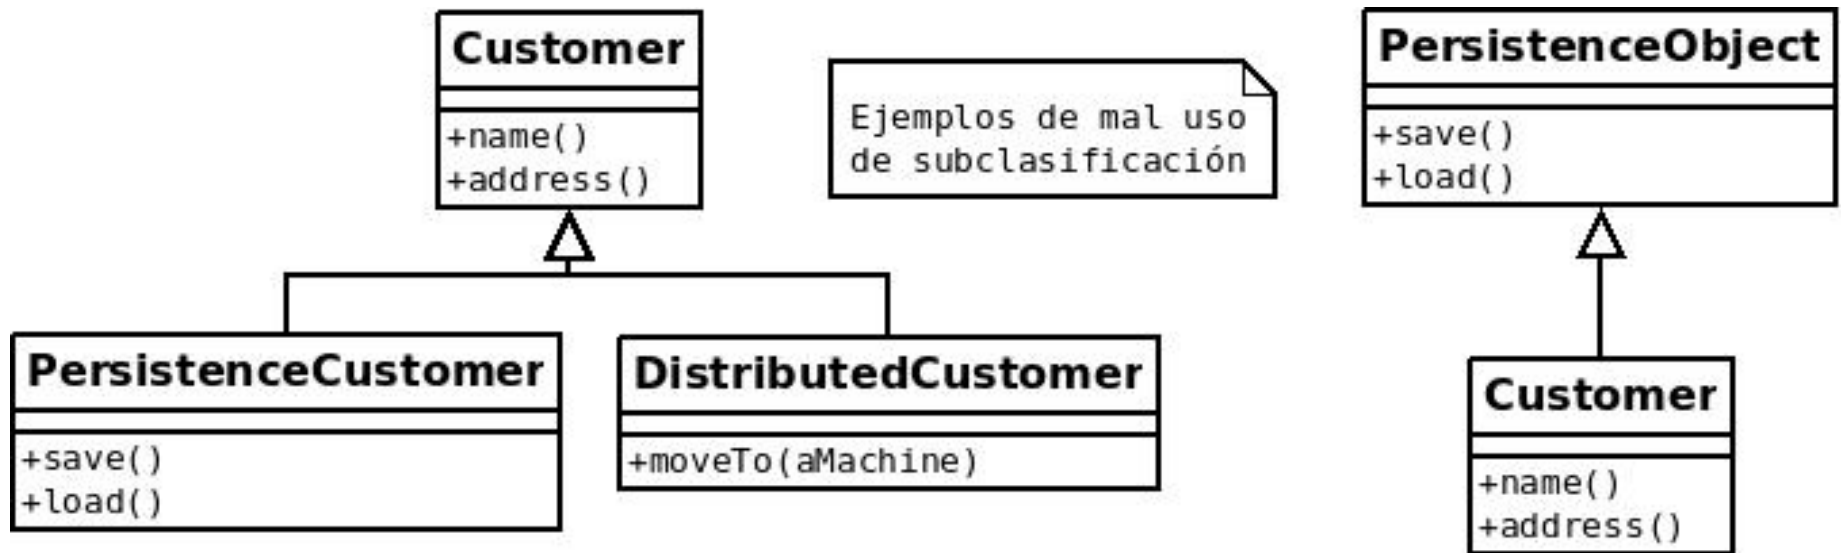 Customer
+name()
+address()
Ejemplos de mal uso
de subclasificación
PersistenceObject
+save()
+load()
PersistenceCustomer
+save()
+load()
DistributedCustomer
+moveTo(aMachine)
Customer
+name()
+address()